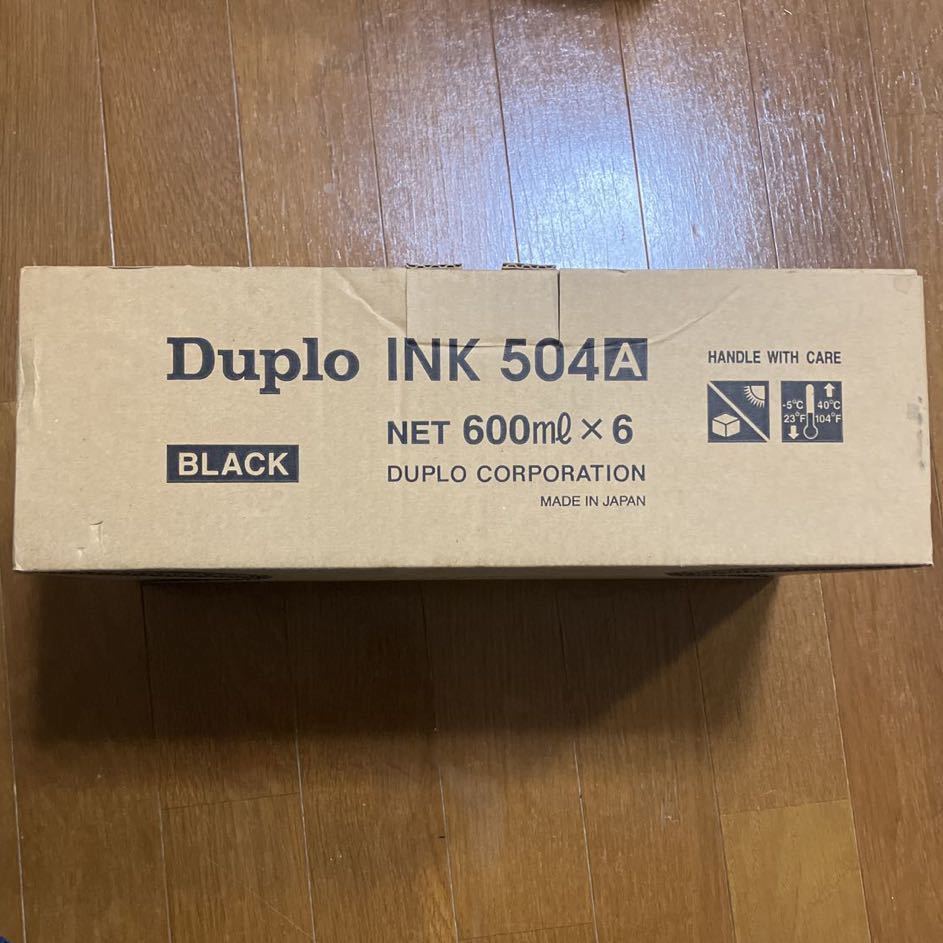 Duplo INK 504A
NET 600ml × 6
BLACK
DUPLO CORPORATION
MADE IN JAPAN
HANDLE WITH CARE
-5°C 40°C
23°F 104°F